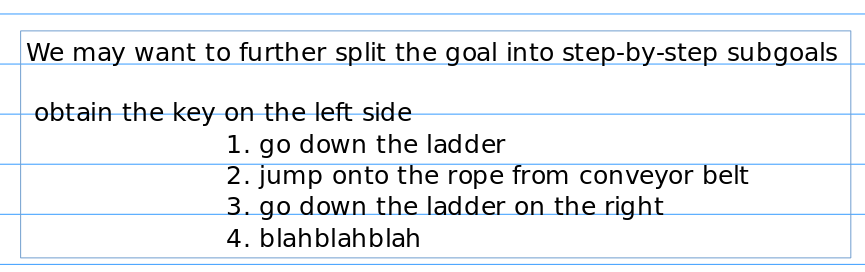 We may want to further split the goal into step-by-step subgoals
obtain the key on the left side
1. go down the ladder
2. jump onto the rope from conveyor belt
3. go down the ladder on the right
4. blahblahblah